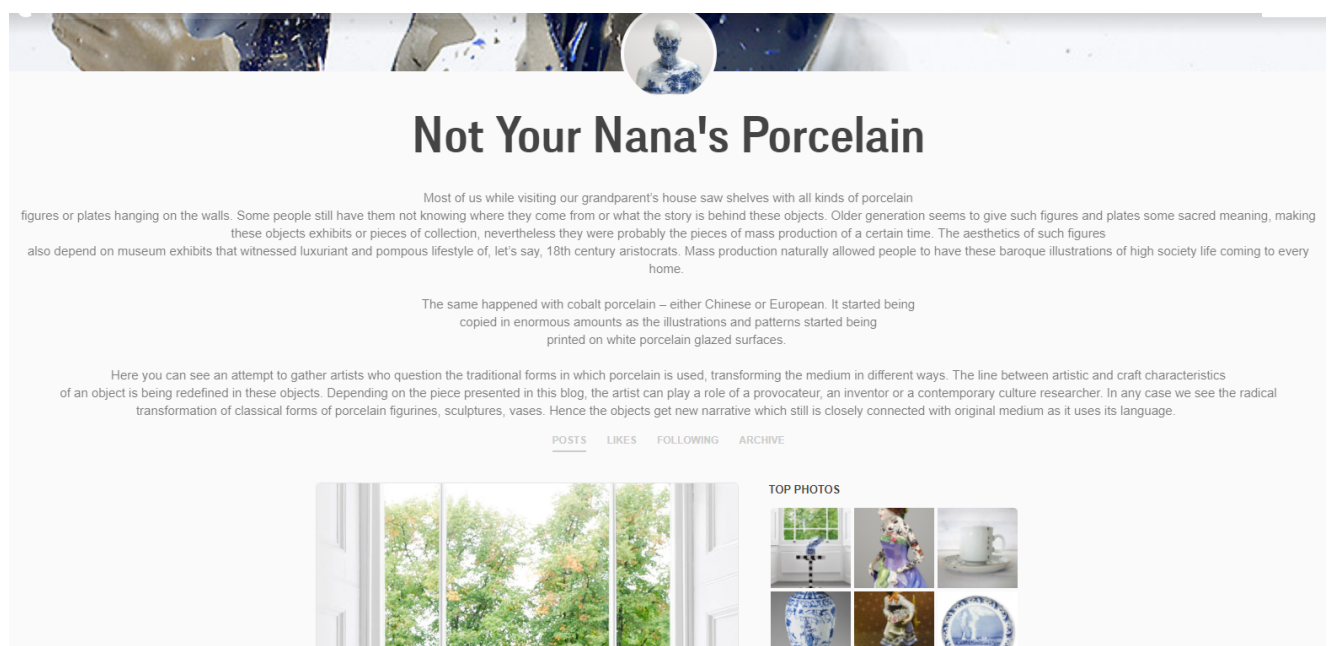 Not Your Nana's Porcelain
Most of us while visiting our grandparent's house saw shelves with all kinds of porcelain
figures or plates hanging on the walls. Some people still have them not knowing where they come from or what the story is behind these objects. Older generation seems to give such figures and plates some sacred meaning, making
these objects exhibits or pieces of collection, nevertheless they were probably the pieces of mass production of a certain time. The aesthetics of such figures
also depend on museum exhibits that witnessed luxuriant and pompous lifestyle of, let's say, 18th century aristocrats. Mass production naturally allowed people to have these baroque illustrations of high society life coming to every
home.
The same happened with cobalt porcelain – either Chinese or European. It started being
copied in enormous amounts as the illustrations and patterns started being
printed on white porcelain glazed surfaces.
Here you can see an attempt to gather artists who question the traditional forms in which porcelain is used, transforming the medium in different ways. The line between artistic and craft characteristics
of an object is being redefined in these objects. Depending on the piece presented in this blog, the artist can play a role of a provocateur, an inventor or a contemporary culture researcher. In any case we see the radical
transformation of classical forms of porcelain figurines, sculptures, vases. Hence the objects get new narrative which still is closely connected with original medium as it uses its language.
POSTS LIKES FOLLOWING ARCHIVE
TOP PHOTOS